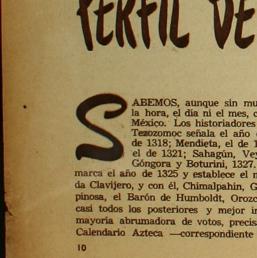 PERFIL DE
SABEMOS, aunque sin mu
la hora, el día ni el mes, c
México. Los historiadores
Tezozomoc señala el año
de 1318; Mendieta, el de 1
el de 1321; Sahagún, Vey
Góngora y Boturini, 1327.
marca el año de 1325 y establece el n
da Clavijero, y con él, Chimalpahin, G
pinosa, el Barón de Humboldt, Orozc
casi todos los posteriores y mejor in
mayoría abrumadora de votos, precis
Calendario Azteca —correspondiente
10